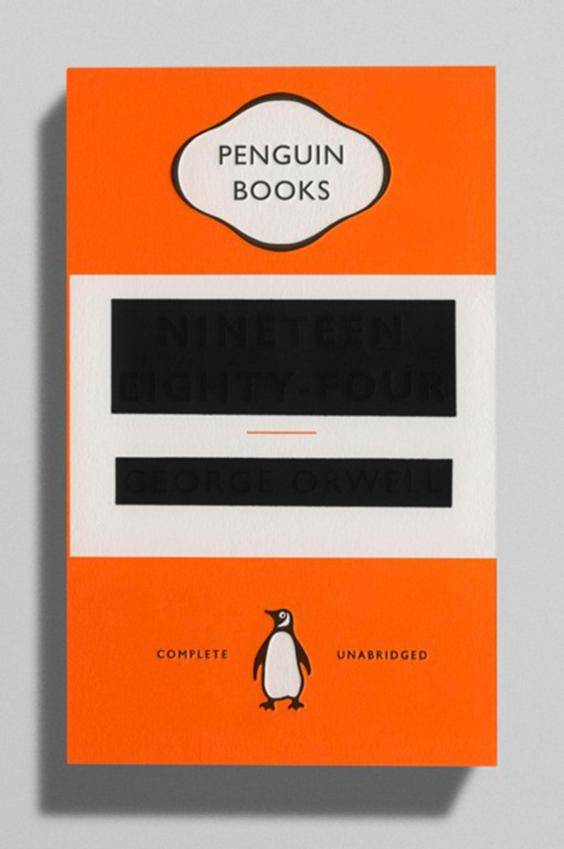 PENGUIN
BOOKS
NINETEEN
EIGHTY-FOUR
GEORGE ORWELL
COMPLETE UNABRIDGED